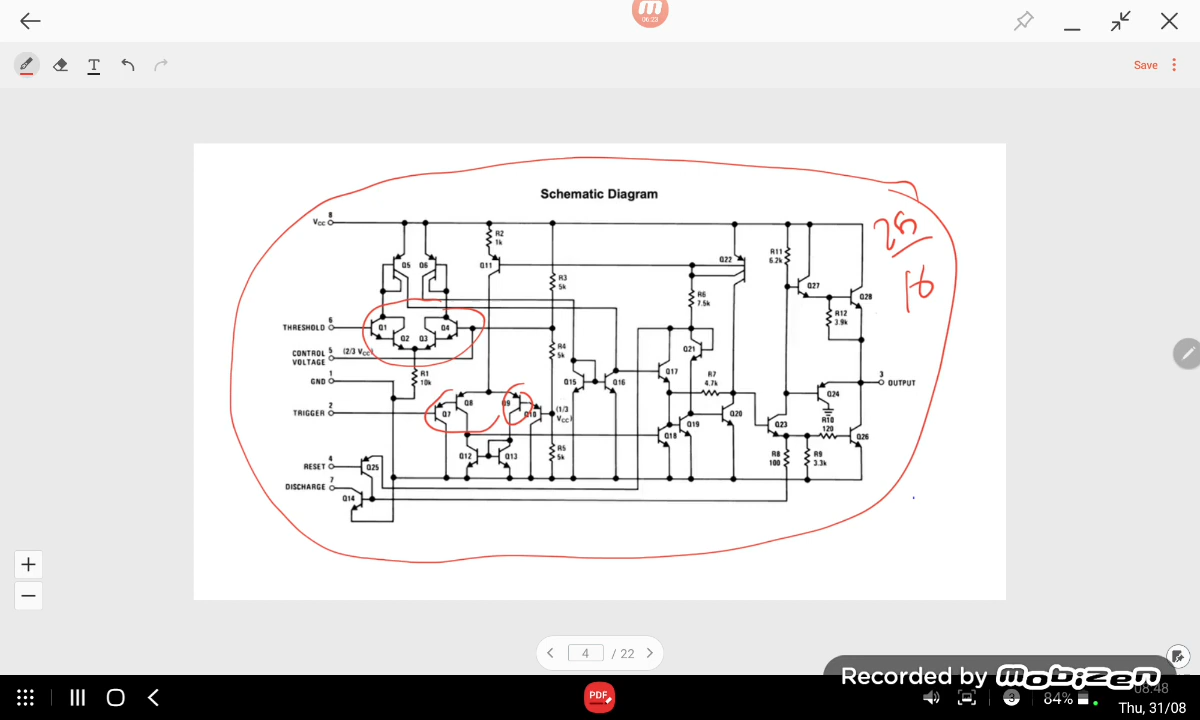 06:23
T
Save
Schematic Diagram
28
16
8
VCC
R2
1k
Q5
Q6
Q11
R3
5k
Q22
R11
6.2k
Q27
Q28
R12
3.9k
R6
7.5k
THRESHOLD 6
Q1
Q2
Q3
Q4
CONTROL 5 (2/3 VCC)
VOLTAGE
R4
5k
Q21
1
GND
R1
10k
Q15
Q16
Q17
R7
4.7k
3
OUTPUT
2
TRIGGER
Q7
Q8
Q9
Q10
(1/3
VCC)
Q18
Q19
Q20
Q23
Q24
R10
120
Q26
R5
5k
R8
100
R9
3.3k
Q12
Q13
4
RESET
Q25
DISCHARGE 7
Q14
+
−
4 / 22
Recorded by mobizen
PDF
3
84%
08:48
Thu, 31/08